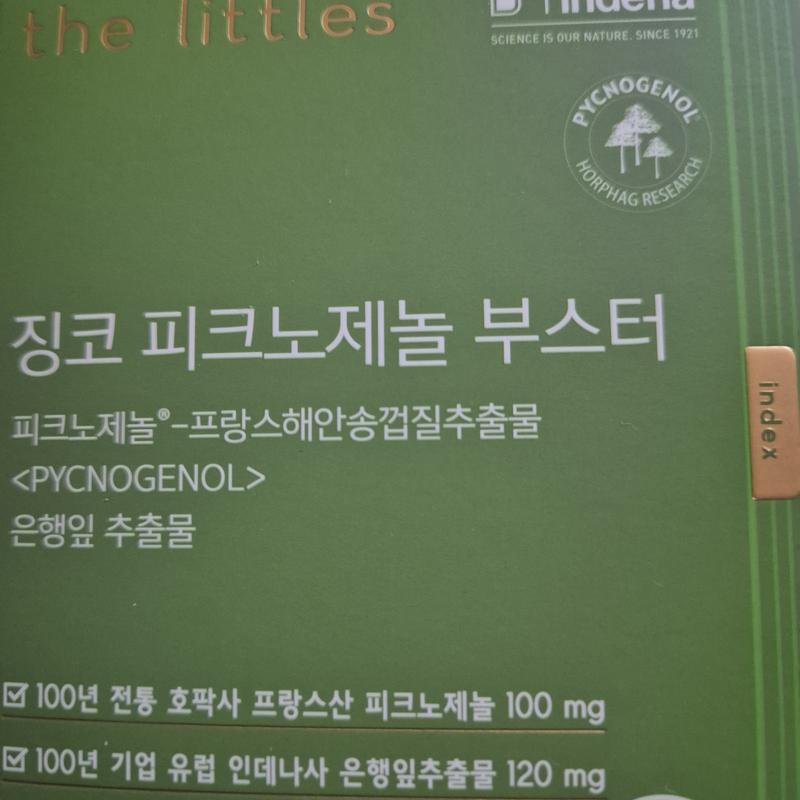 the littles
indena
SCIENCE IS OUR NATURE. SINCE 1921
PYCNOGENOL
HORPHAG RESEARCH
징코 피크노제놀 부스터
피크노제놀®-프랑스해안송껍질추출물
<PYCNOGENOL>
은행잎 추출물
index
100년 전통 호팍사 프랑스산 피크노제놀 100 mg
100년 기업 유럽 인데나사 은행잎추출물 120 mg